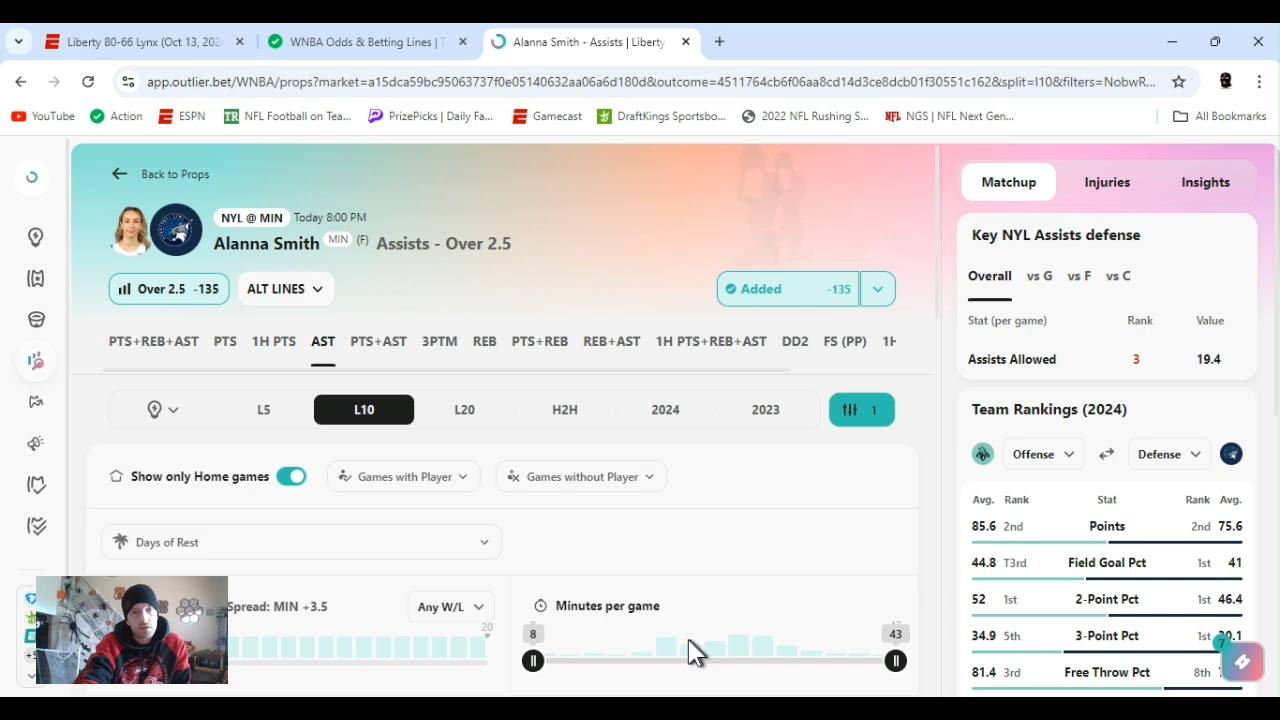 Liberty 80-66 Lynx (Oct 13, 202
WNBA Odds & Betting Lines | T
Alanna Smith - Assists | Liberty
app.outlier.bet/WNBA/props?market=a15dca59bc95063737f0e05140632aa06a6d180d&outcome=4511764cb6f06aa8cd14d3ce8dcb01f30551c162&split=l10&filters=NobwR...
YouTube Action ESPN NFL Football on Tea... PrizePicks | Daily Fa... Gamecast DraftKings Sportsbo... 2022 NFL Rushing S... NGS | NFL Next Gen... All Bookmarks
Back to Props
NYL @ MIN Today 8:00 PM
Alanna Smith MIN (F) Assists - Over 2.5
Over 2.5 -135 ALT LINES
Added -135
PTS+REB+AST PTS 1H PTS AST PTS+AST 3PTM REB PTS+REB REB+AST 1H PTS+REB+AST DD2 FS (PP) 1H
L5 L10 L20 H2H 2024 2023 1
Show only Home games Games with Player Games without Player
Days of Rest
Spread: MIN +3.5 Any W/L
20
Minutes per game
8 43
Matchup Injuries Insights
Key NYL Assists defense
Overall vs G vs F vs C
Stat (per game) Rank Value
Assists Allowed 3 19.4
Team Rankings (2024)
Offense Defense
Avg. Rank Stat Rank Avg.
85.6 2nd Points 2nd 75.6
44.8 T3rd Field Goal Pct 1st 41
52 1st 2-Point Pct 1st 46.4
34.9 5th 3-Point Pct 1st
7
81.4 3rd Free Throw Pct 8th